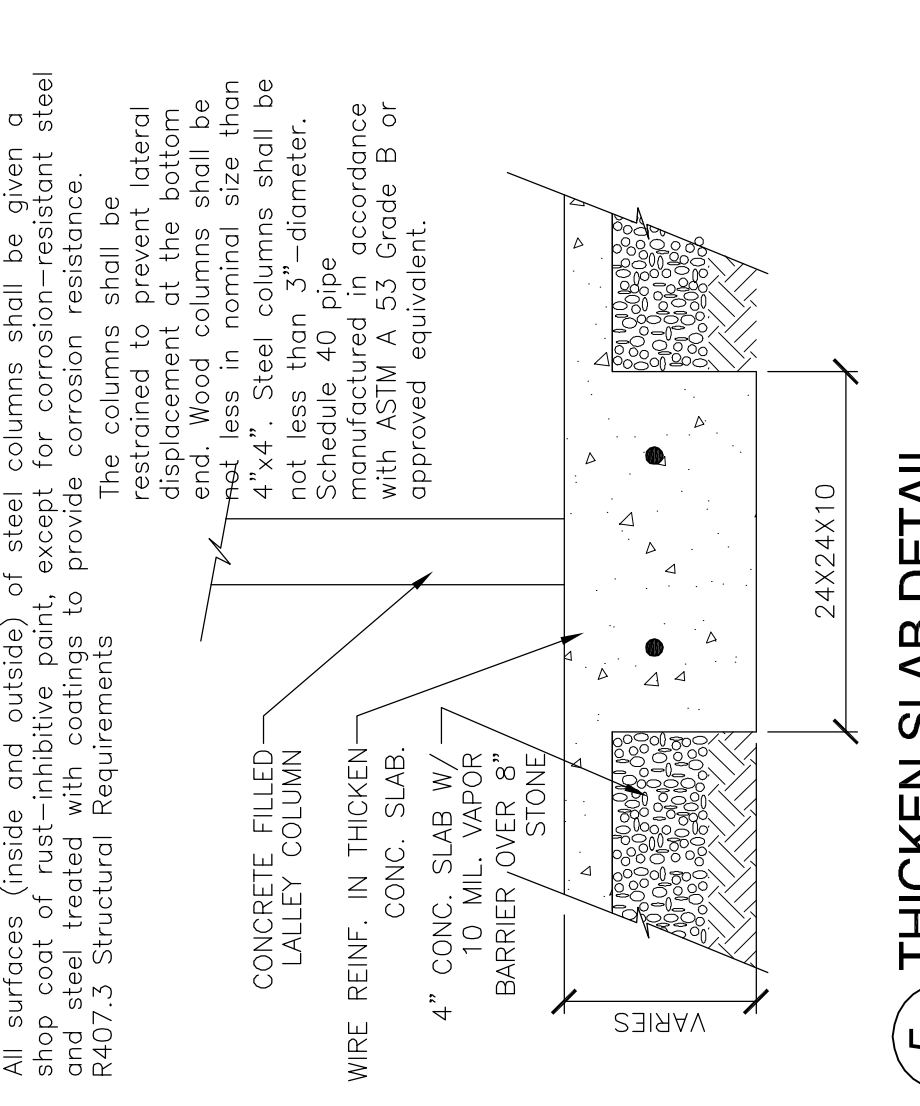 All surfaces (inside and outside) of steel columns shall be given a
shop coat of rust-inhibitive paint, except for corrosion-resistant steel
and steel treated with coatings to provide corrosion resistance.
R407.3 Structural Requirements The columns shall be
restrained to prevent lateral
displacement at the bottom
end. Wood columns shall be
not less in nominal size than
4"x4". Steel columns shall be
not less than 3"-diameter.
Schedule 40 pipe
manufactured in accordance
with ASTM A 53 Grade B or
approved equivalent.
CONCRETE FILLED
LALLEY COLUMN
WIRE REINF. IN THICKEN
CONC. SLAB.
4" CONC. SLAB W/
10 MIL. VAPOR
BARRIER OVER 8"
STONE
VARIES
24X24X10
THICKEN SLAB DETAIL